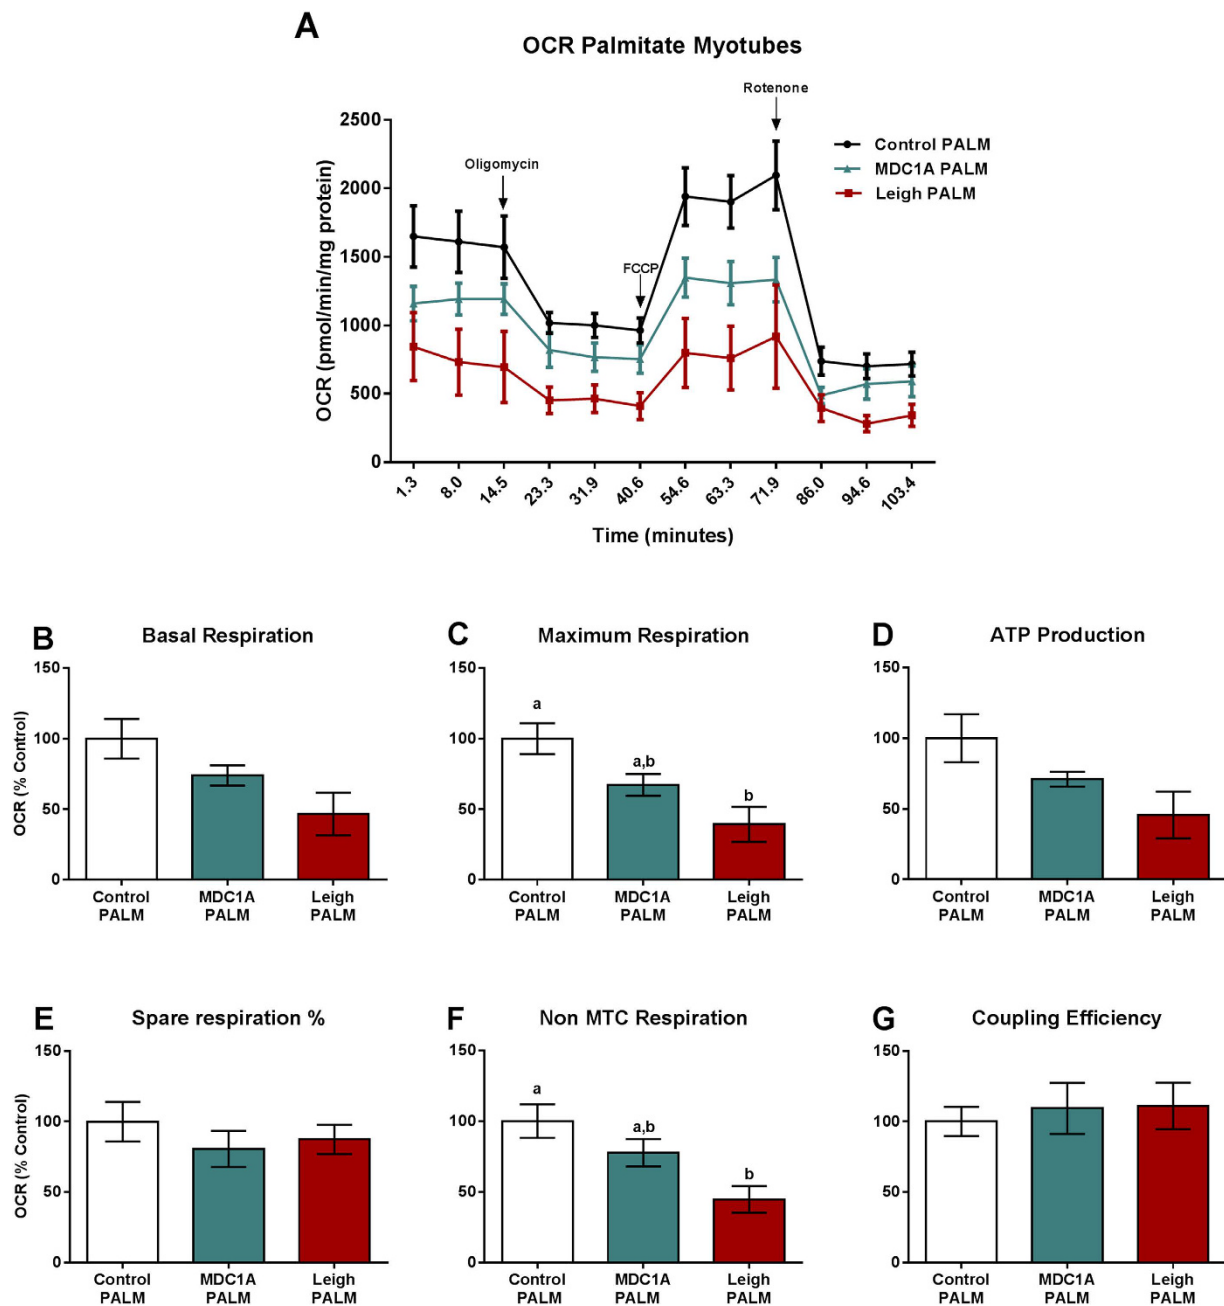 A
OCR Palmitate Myotubes
Rotenone
Oligomycin
FCCP
Control PALM
MDC1A PALM
Leigh PALM
OCR (pmol/min/mg protein)
2500
2000
1500
1000
500
0
1.3 8.0 14.5 23.3 31.9 40.6 54.6 63.3 71.9 86.0 94.6 103.4
Time (minutes)
B
Basal Respiration
OCR (% Control)
150
100
50
0
Control PALM
MDC1A PALM
Leigh PALM
C
Maximum Respiration
150
100
50
0
a
a,b
b
Control PALM
MDC1A PALM
Leigh PALM
D
ATP Production
150
100
50
0
Control PALM
MDC1A PALM
Leigh PALM
E
Spare respiration %
OCR (% Control)
150
100
50
0
Control PALM
MDC1A PALM
Leigh PALM
F
Non MTC Respiration
150
100
50
0
a
a,b
b
Control PALM
MDC1A PALM
Leigh PALM
G
Coupling Efficiency
150
100
50
0
Control PALM
MDC1A PALM
Leigh PALM